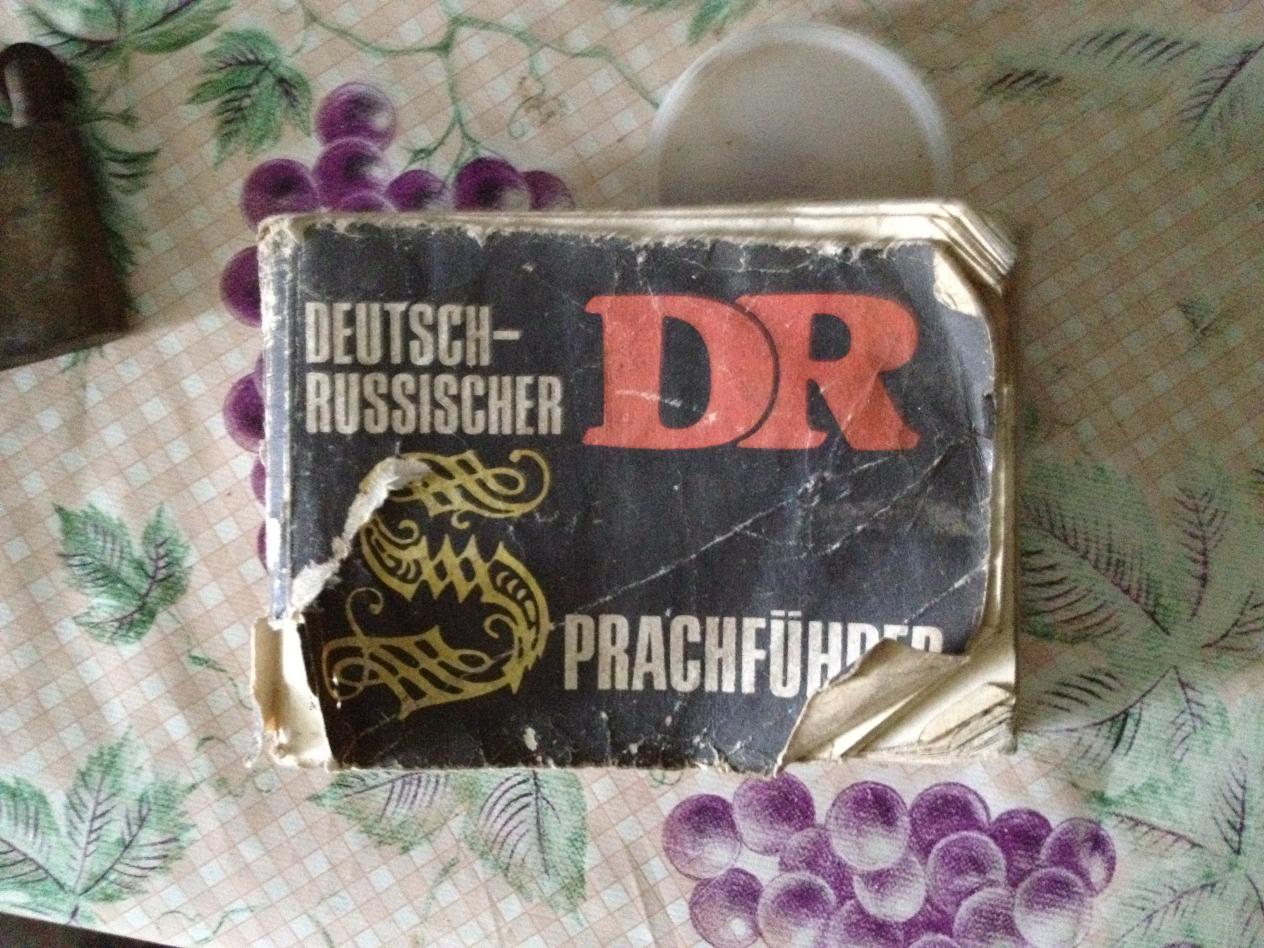 DEUTSCH-
RUSSISCHER
DR
SPRACHFÜHRER